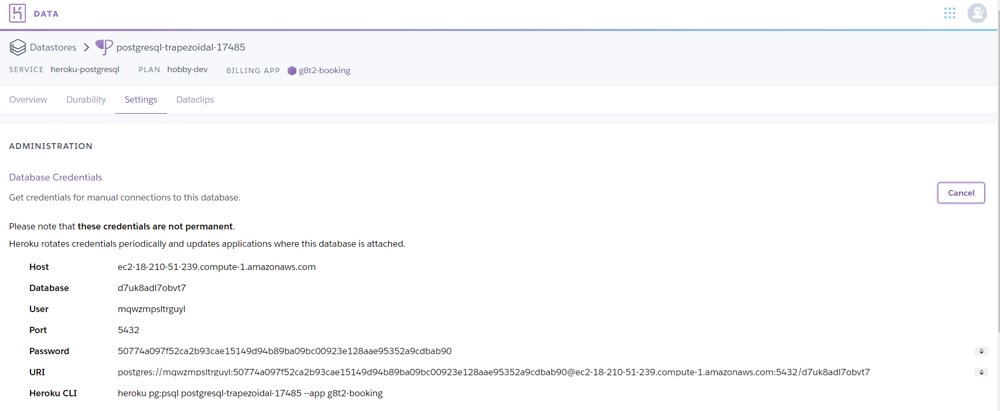 DATA
Datastores postgresql-trapezoidal-17485
SERVICE heroku-postgresql PLAN hobby-dev BILLING APP g8t2-booking
Overview Durability Settings Dataclips
ADMINISTRATION
Database Credentials
Cancel
Get credentials for manual connections to this database.
Please note that these credentials are not permanent.
Heroku rotates credentials periodically and updates applications where this database is attached.
Host ec2-18-210-51-239.compute-1.amazonaws.com
Database d7uk8adl7obvt7
User mqwzmpsltrguyl
Port 5432
Password 50774a097f52ca2b93cae15149d94b89ba09bc00923e128aae95352a9cdbab90
URI postgres://mqwzmpsltrguyl:50774a097f52ca2b93cae15149d94b89ba09bc00923e128aae95352a9cdbab90@ec2-18-210-51-239.compute-1.amazonaws.com:5432/d7uk8adl7obvt7
Heroku CLI heroku pg:psql postgresql-trapezoidal-17485 --app g8t2-booking